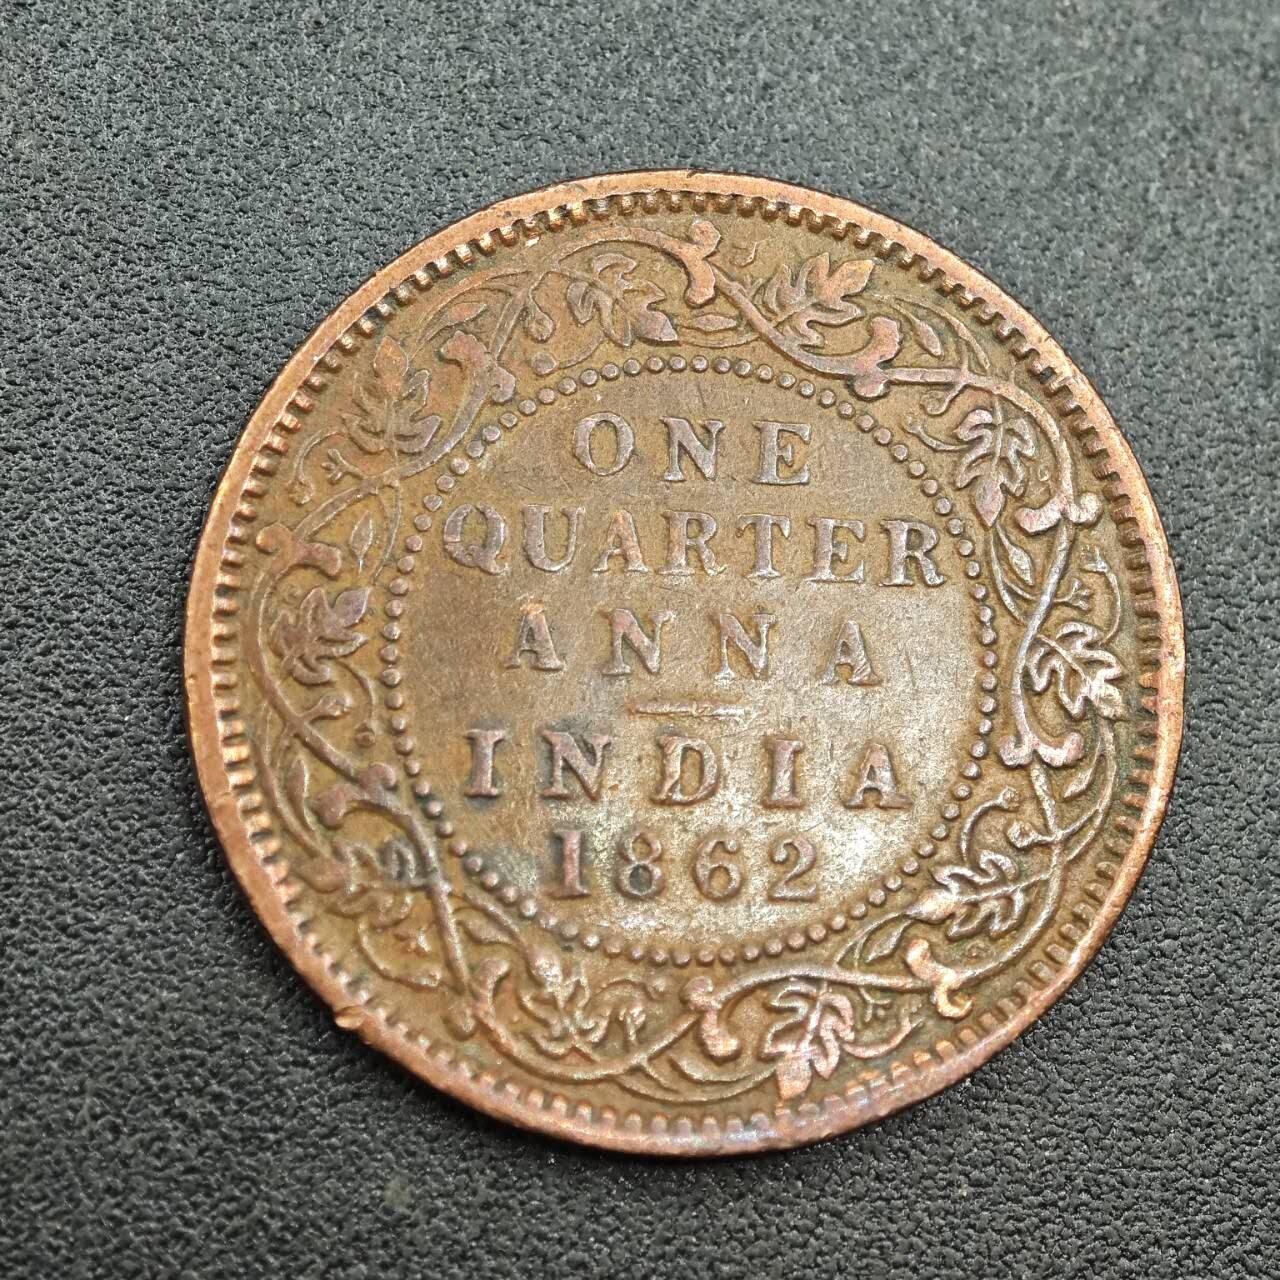 ONE
QUARTER
ANNA
INDIA
1862